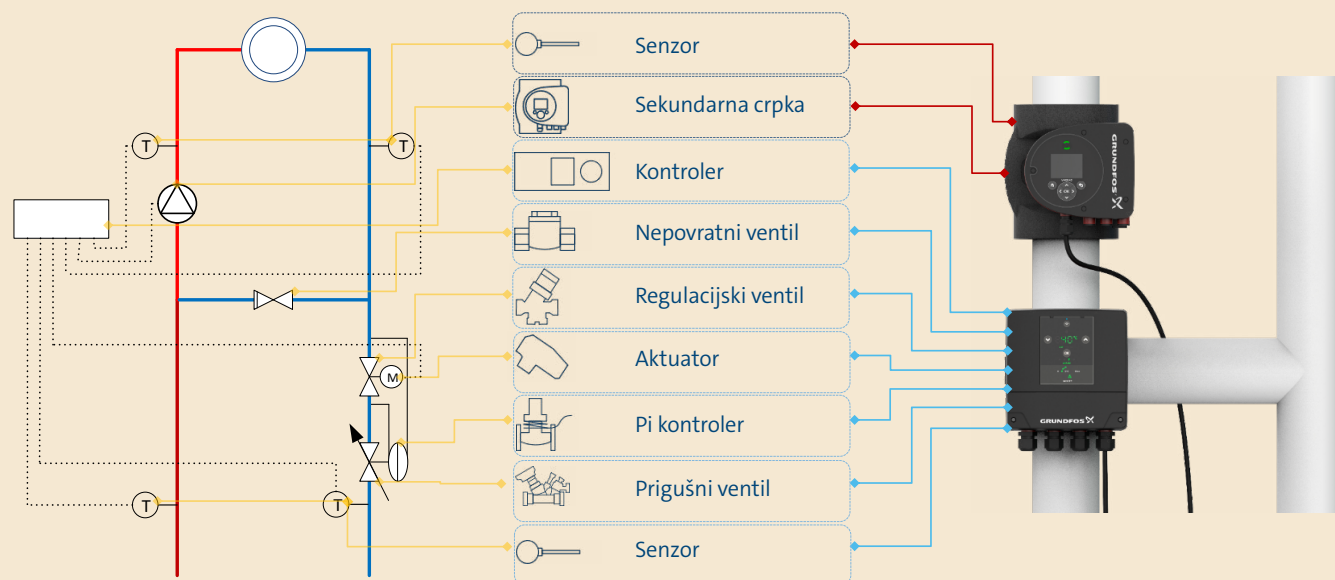 Senzor
Sekundarna crpka
Kontroler
Nepovratni ventil
Regulacijski ventil
Aktuator
Pi kontroler
Prigušni ventil
Senzor
T
T
M
T
T
GRUNDFOS
GRUNDFOS